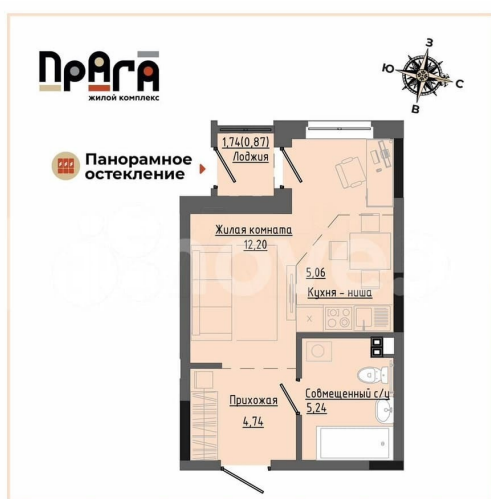 ПРАГА
ЖИЛОЙ КОМПЛЕКС
З
Ю
С
В
1,74(0,87)
Лоджия
Панорамное
остекление
Жилая комната
12,20
5,06
Кухня - ниша
Прихожая
4,74
Совмещенный с/у
5,24